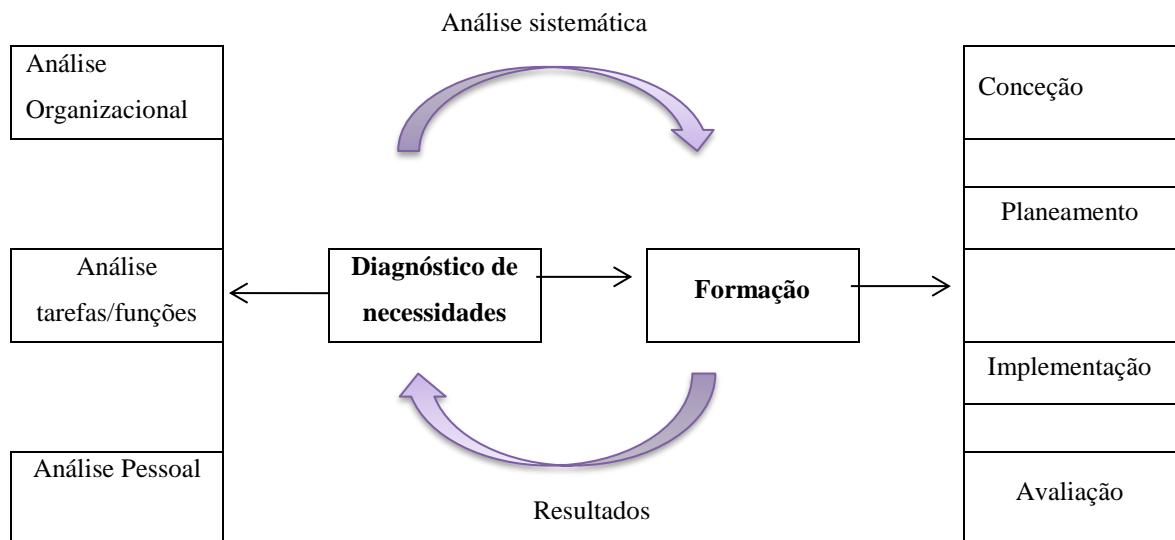 Análise sistemática
Análise
Organizacional
Conceção
Planeamento
Análise
tarefas/funções
Diagnóstico de
necessidades
Formação
Implementação
Análise Pessoal
Avaliação
Resultados